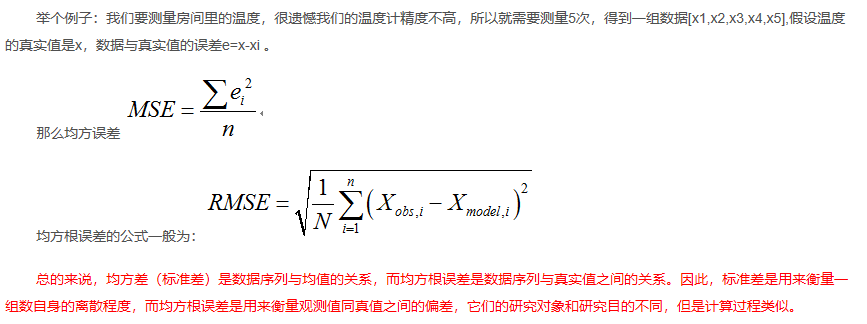 举个例子：我们要测量房间里的温度，很遗憾我们的温度计精度不高，所以就需要测量5次，得到一组数据[x1,x2,x3,x4,x5],假设温度
的真实值是x，数据与真实值的误差e=x-xi 。
那么均方误差 MSE = ∑e_i^2 / n
均方根误差的公式一般为： RMSE = √(1/N ∑_{i=1}^{n} (X_{obs,i} − X_{model,i})^2)
总的来说，均方差（标准差）是数据序列与均值的关系，而均方根误差是数据序列与真实值之间的关系。因此，标准差是用来衡量一
组数自身的离散程度，而均方根误差是用来衡量观测值同真值之间的偏差，它们的研究对象和研究目的不同，但是计算过程类似。